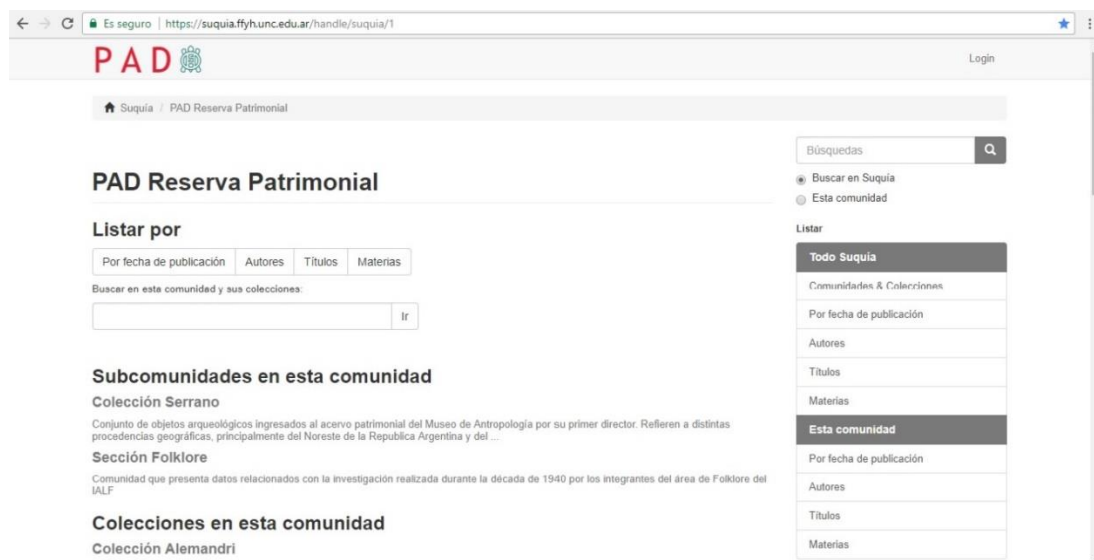 Es seguro | https://suquia.ffyh.unc.edu.ar/handle/suquia/1
PAD
Login
Suquía / PAD Reserva Patrimonial
PAD Reserva Patrimonial
Listar por
Por fecha de publicación Autores Títulos Materias
Buscar en esta comunidad y sus colecciones:
Ir
Subcomunidades en esta comunidad
Colección Serrano
Conjunto de objetos arqueológicos ingresados al acervo patrimonial del Museo de Antropología por su primer director. Refieren a distintas
procedencias geográficas, principalmente del Noreste de la Republica Argentina y del ...
Sección Folklore
Comunidad que presenta datos relacionados con la investigación realizada durante la década de 1940 por los integrantes del área de Folklore del
IALF
Colecciones en esta comunidad
Colección Alemandri
Búsquedas
Buscar en Suquía
Esta comunidad
Listar
Todo Suquía
Comunidades & Colecciones
Por fecha de publicación
Autores
Títulos
Materias
Esta comunidad
Por fecha de publicación
Autores
Títulos
Materias